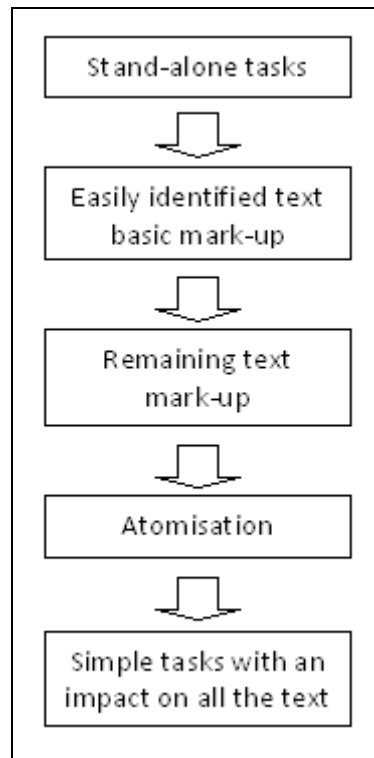 Stand-alone tasks
Easily identified text
basic mark-up
Remaining text
mark-up
Atomisation
Simple tasks with an
impact on all the text